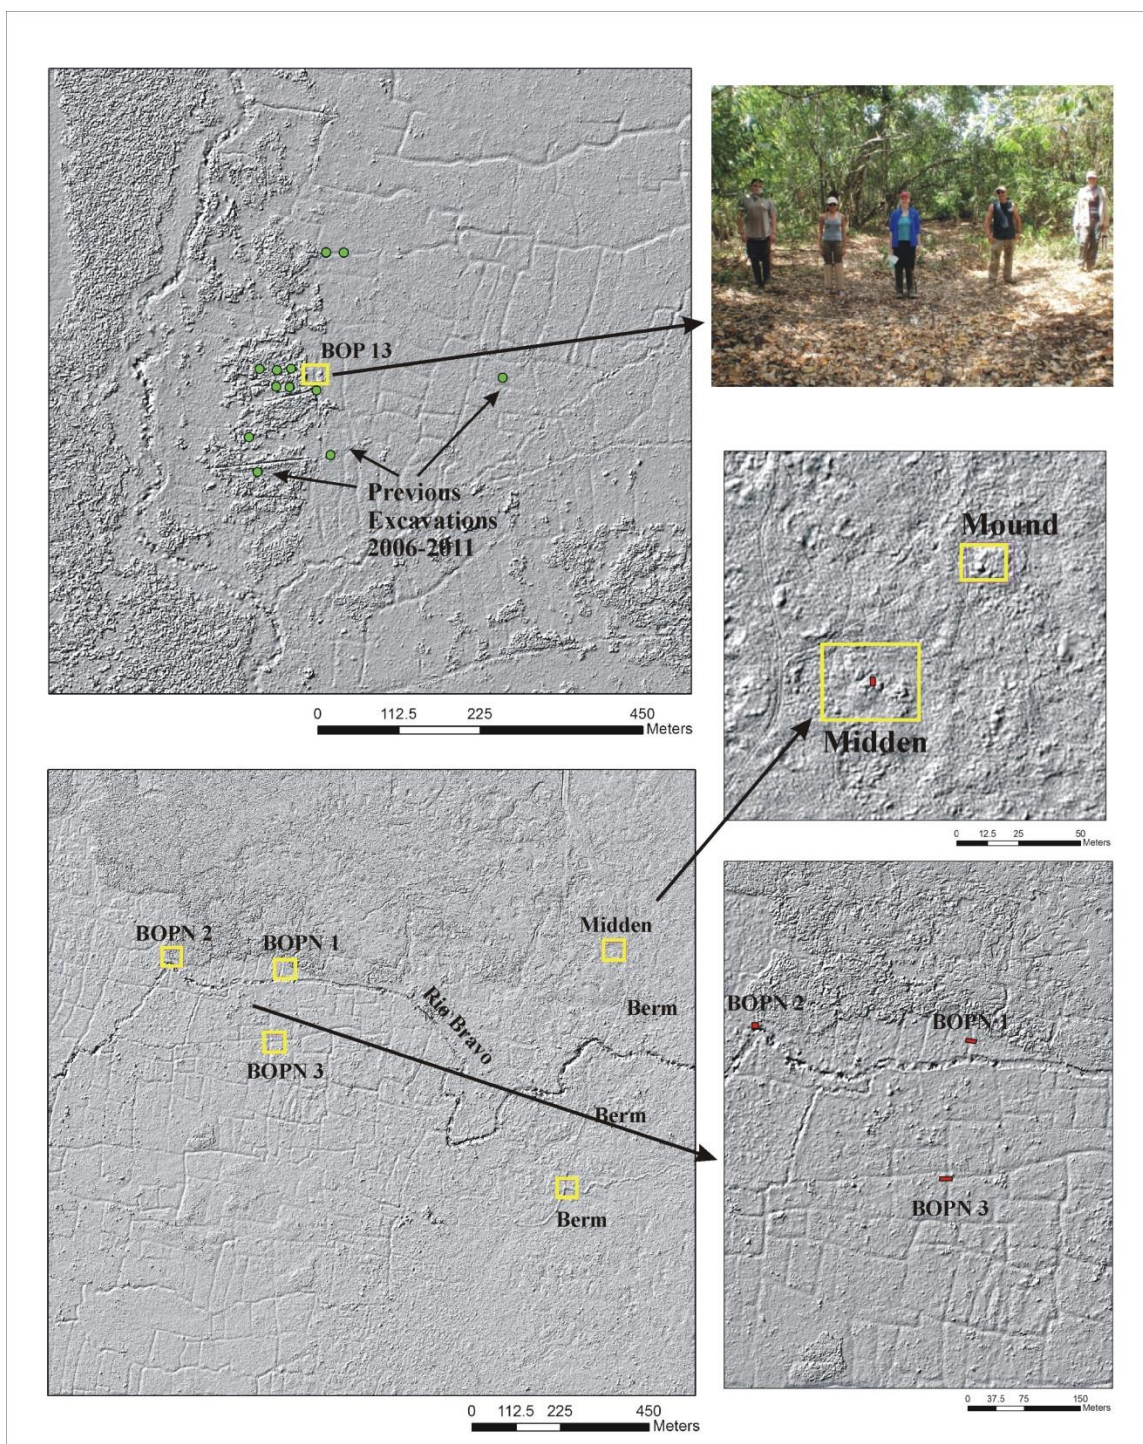 BOP 13
Previous
Excavations
2006-2011
0 112.5 225 450
Meters
Mound
Midden
0 12.5 25 50
Meters
BOPN 2
BOPN 1
Midden
Rio Bravo
Berm
BOPN 3
Berm
Berm
0 112.5 225 450
Meters
BOPN 2
BOPN 1
BOPN 3
0 37.5 75 150
Meters